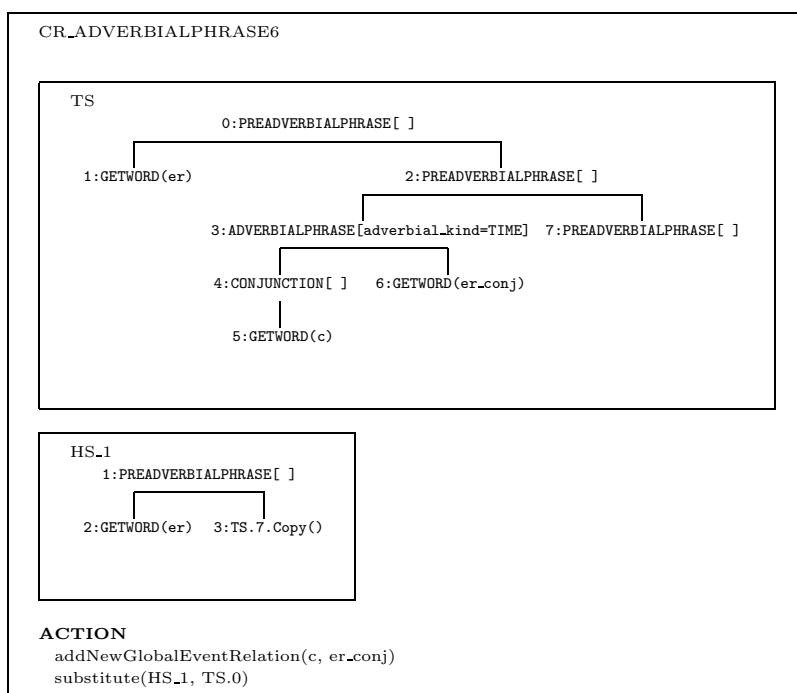 CR_ADVERBIALPHRASE6
TS
0:PREADVERBIALPHRASE[ ]
1:GETWORD(er) 2:PREADVERBIALPHRASE[ ]
3:ADVERBIALPHRASE[adverbial_kind=TIME] 7:PREADVERBIALPHRASE[ ]
4:CONJUNCTION[ ] 6:GETWORD(er_conj)
5:GETWORD(c)
HS_1
1:PREADVERBIALPHRASE[ ]
2:GETWORD(er) 3:TS.7.Copy()
ACTION
addNewGlobalEventRelation(c, er_conj)
substitute(HS_1, TS.0)